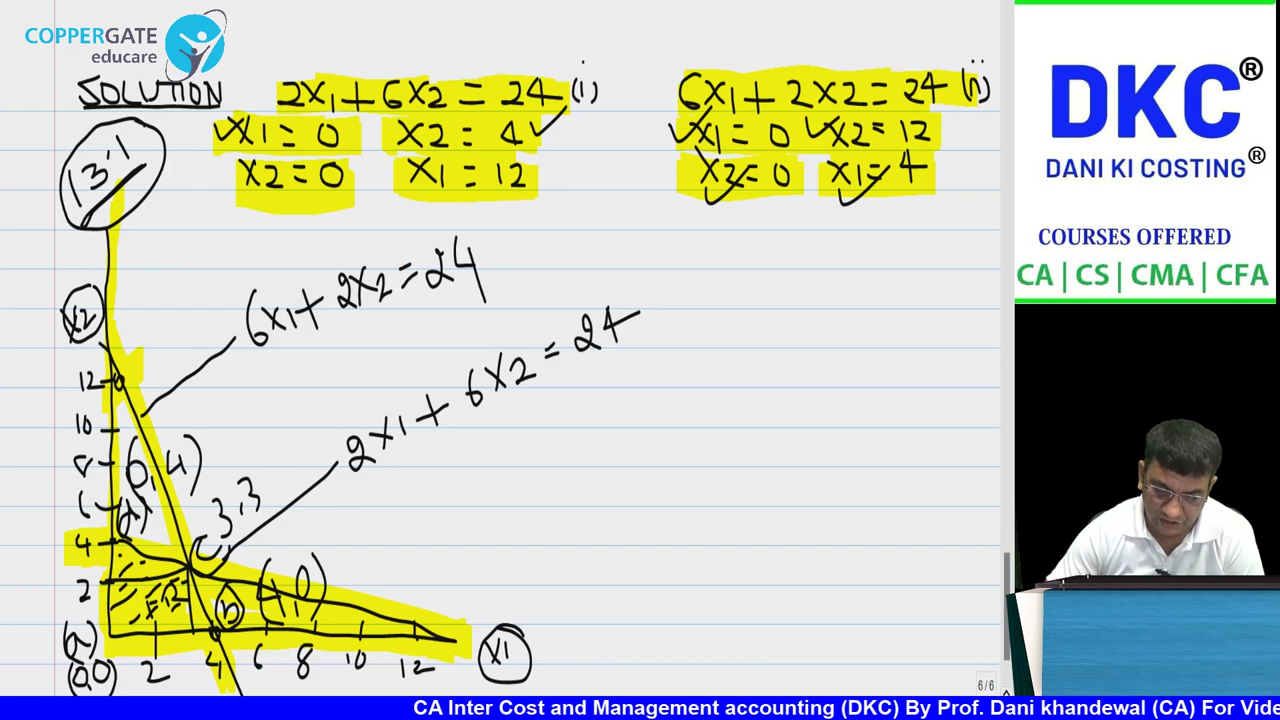 COPPERGATE
educare
SOLUTION
2X1 + 6X2 = 24 (i)
X1 = 0 X2 = 4
X2 = 0 X1 = 12
6X1 + 2X2 = 24 (ii)
X1 = 0 X2 = 12
X2 = 0 X1 = 4
13.1
X2
6X1 + 2X2 = 24
2X1 + 6X2 = 24
12
10
8
6
4
2
(0,4)
(d)
C
3,3
(b)
(4,0)
(a)
(0,0)
2
4
6
8
10
12
X1
DKC®
DANI KI COSTING®
COURSES OFFERED
CA | CS | CMA | CFA
6/6
CA Inter Cost and Management accounting (DKC) By Prof. Dani khandewal (CA) For Vide